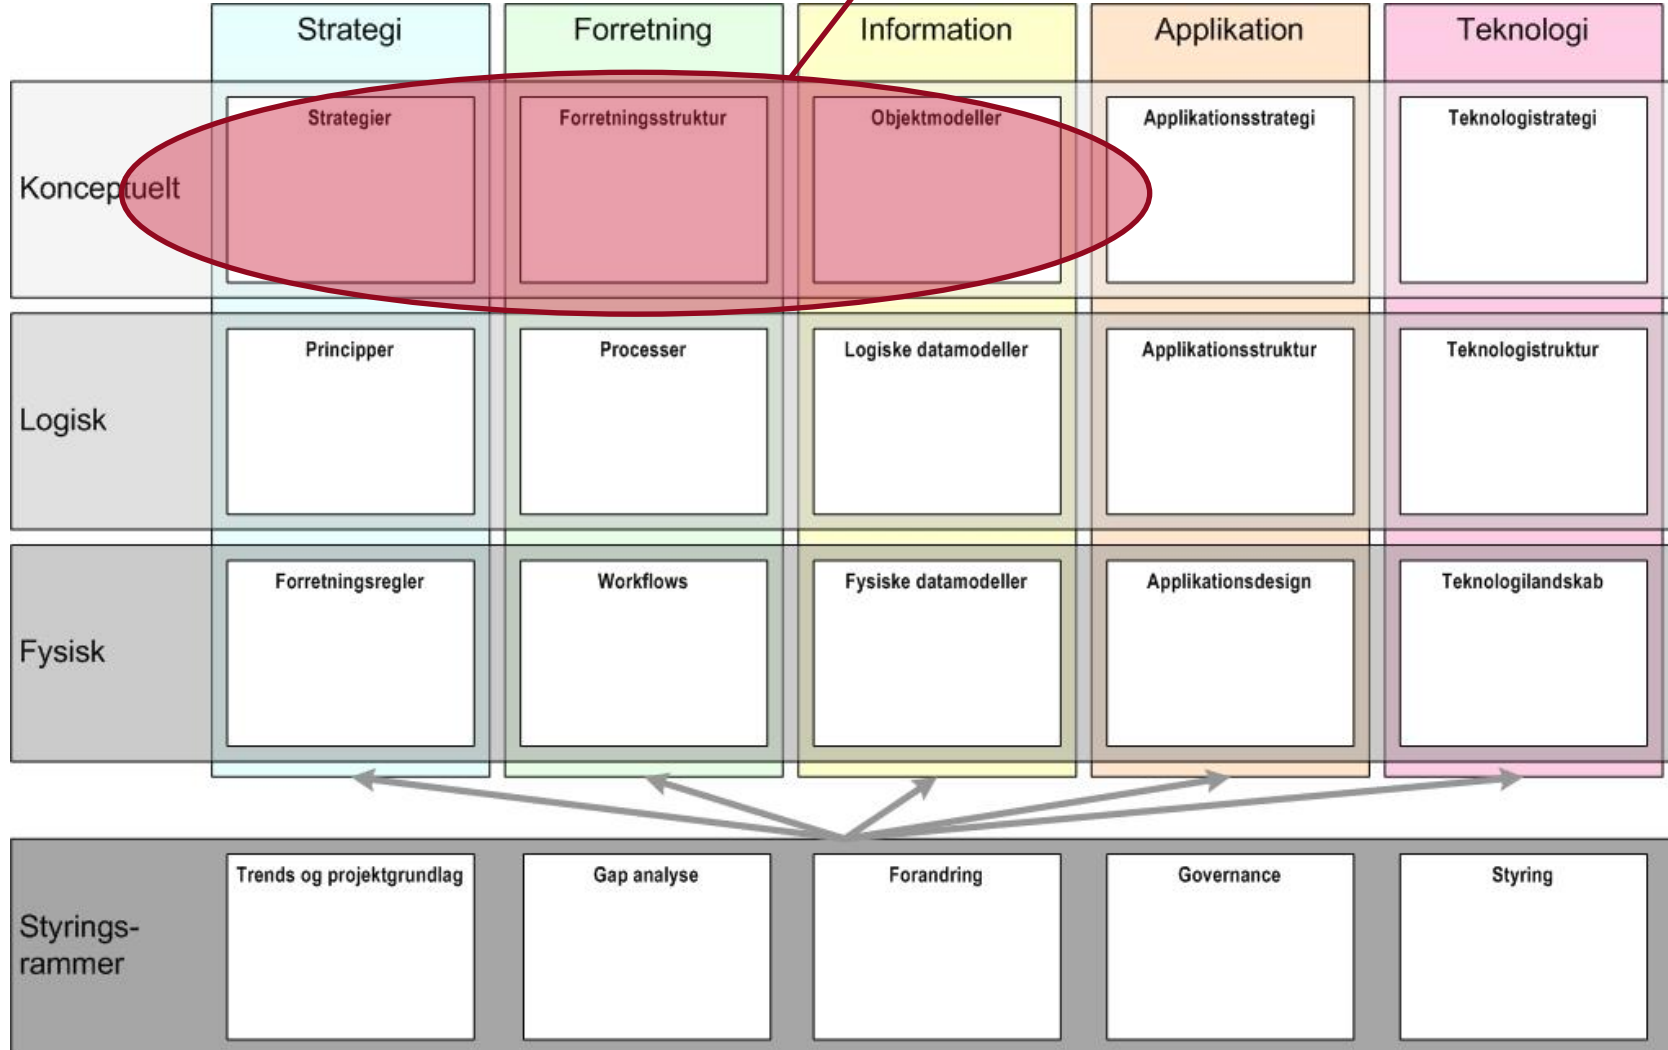 Strategi
Forretning
Information
Applikation
Teknologi
Konceptuelt
Strategier
Forretningsstruktur
Objektmodeller
Applikationsstrategi
Teknologistrategi
Logisk
Principper
Processer
Logiske datamodeller
Applikationsstruktur
Teknologistruktur
Fysisk
Forretningsregler
Workflows
Fysiske datamodeller
Applikationsdesign
Teknologilandskab
Styrings-
rammer
Trends og projektgrundlag
Gap analyse
Forandring
Governance
Styring